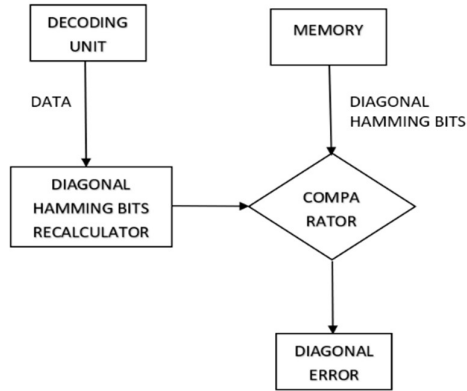 DECODING
UNIT
MEMORY
DATA
DIAGONAL
HAMMING BITS
DIAGONAL
HAMMING BITS
RECALCULATOR
COMPA
RATOR
DIAGONAL
ERROR